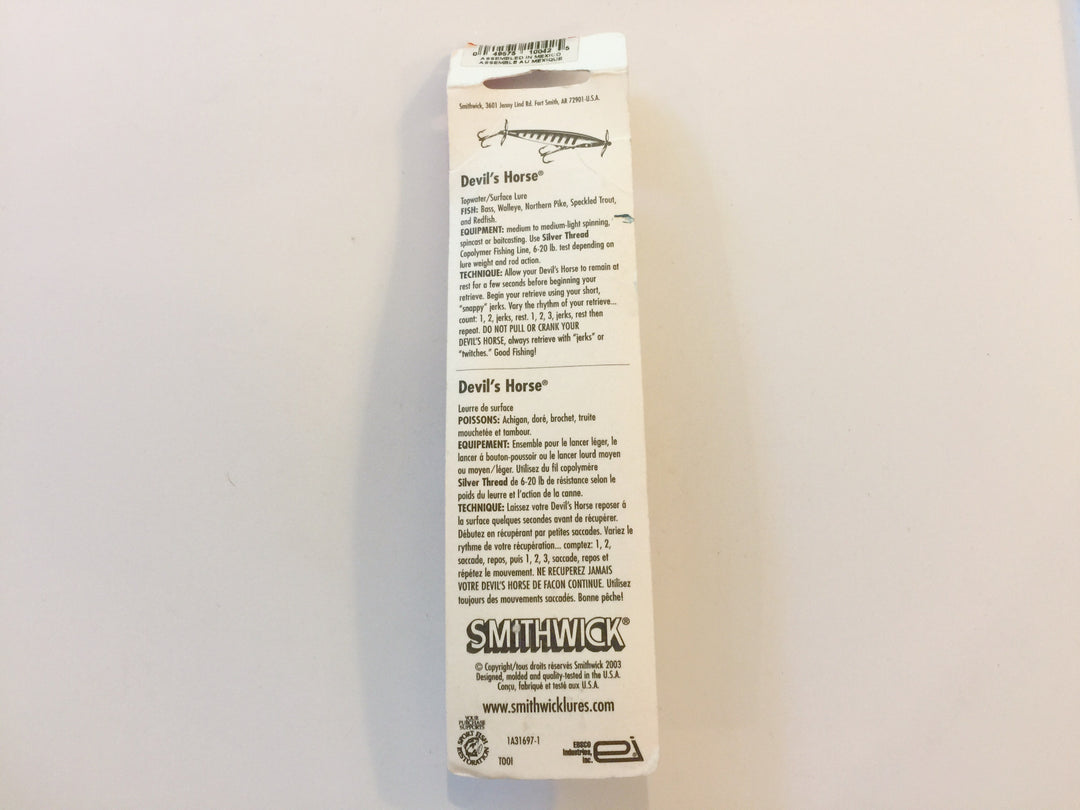 0 49575 10042 5
ASSEMBLED IN MEXICO
ASSEMBLE AU MEXIQUE
Smithwick, 3601 Jenny Lind Rd. Fort Smith, AR 72901-U.S.A.
Devil's Horse®
Topwater/Surface Lure
FISH: Bass, Walleye, Northern Pike, Speckled Trout,
and Redfish.
EQUIPMENT: medium to medium-light spinning,
spincast or baitcasting. Use Silver Thread
Copolymer Fishing Line, 6-20 lb. test depending on
lure weight and rod action.
TECHNIQUE: Allow your Devil's Horse to remain at
rest for a few seconds before beginning your
retrieve. Begin your retrieve using your short,
"snappy" jerks. Vary the rhythm of your retrieve...
count: 1, 2, jerks, rest. 1, 2, 3, jerks, rest then
repeat. DO NOT PULL OR CRANK YOUR
DEVIL'S HORSE, always retrieve with "jerks" or
"twitches." Good Fishing!
Devil's Horse®
Leurre de surface
POISSONS: Achigan, doré, brochet, truite
mouchetée et tambour.
EQUIPEMENT: Ensemble pour le lancer léger, le
lancer à bouton-poussoir ou le lancer lourd moyen
ou moyen/léger. Utilisez du fil copolymère
Silver Thread de 6-20 lb de résistance selon le
poids du leurre et l'action de la canne.
TECHNIQUE: Laissez votre Devil's Horse reposer à
la surface quelques secondes avant de récupérer.
Débutez en récupérant par petites saccades. Variez le
rythme de votre récupération... comptez: 1, 2,
saccade, repos, puis 1, 2, 3, saccade, repos et
répétez le mouvement. NE RECUPEREZ JAMAIS
VOTRE DEVIL'S HORSE DE FACON CONTINUE. Utilisez
toujours des mouvements saccadés. Bonne pêche!
SMITHWICK®
© Copyright/tous droits réservés Smithwick 2003
Designed, molded and quality-tested in the U.S.A.
Conçu, fabriqué et testé aux U.S.A.
www.smithwicklures.com
YOUR
PURCHASE
SUPPORTS
SPORT FISH
RESTORATION
1A31697-1
TOOI
EBSCO
Industries,
Inc.
ei